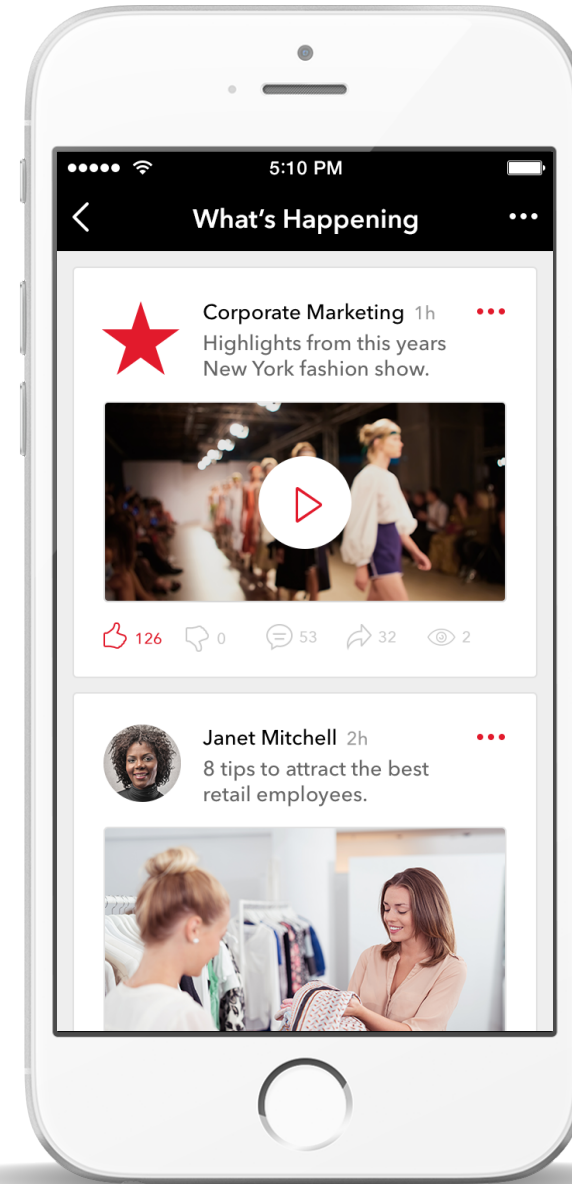 5:10 PM
What's Happening
Corporate Marketing 1h
Highlights from this years
New York fashion show.
126 0 53 32 2
Janet Mitchell 2h
8 tips to attract the best
retail employees.